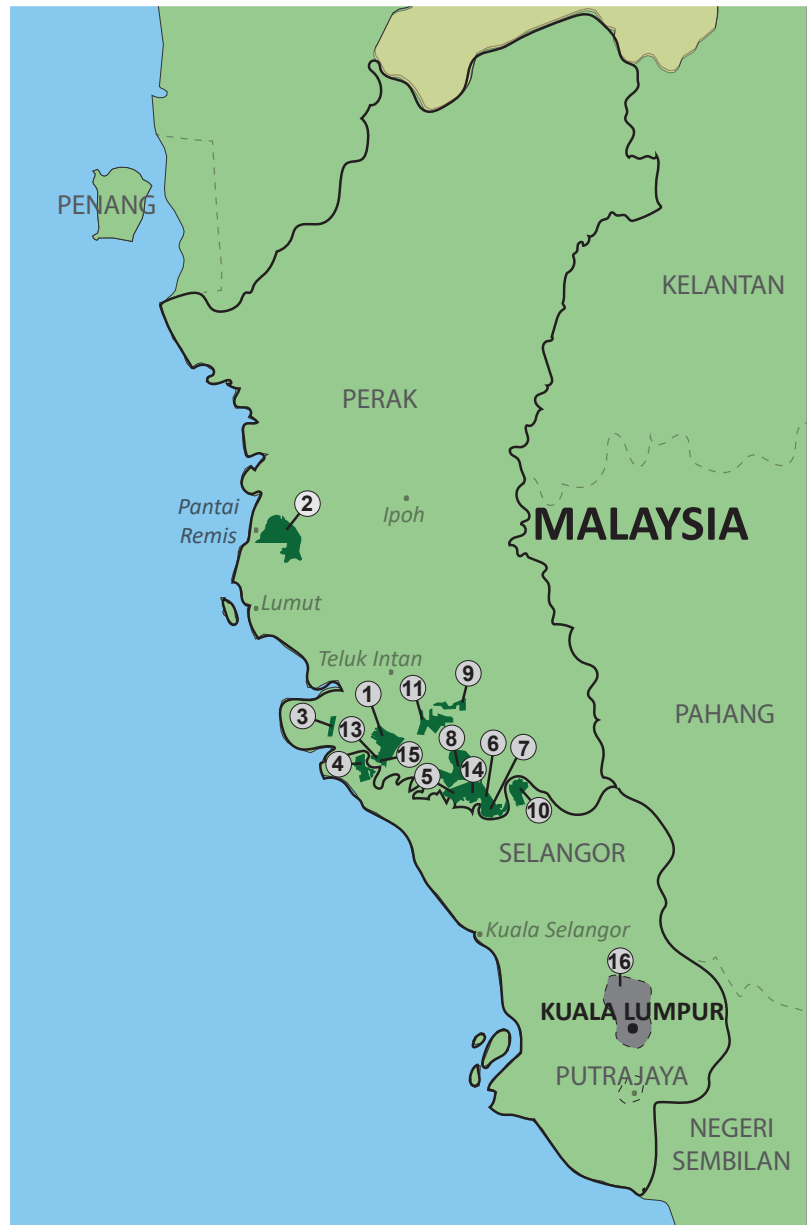 PENANG
KELANTAN
PERAK
2
Pantai
Remis
Ipoh
MALAYSIA
Lumut
Teluk Intan
9
1
11
3
13
PAHANG
8
6
7
4
15
5
14
10
SELANGOR
Kuala Selangor
16
KUALA LUMPUR
PUTRAJAYA
NEGERI
SEMBILAN